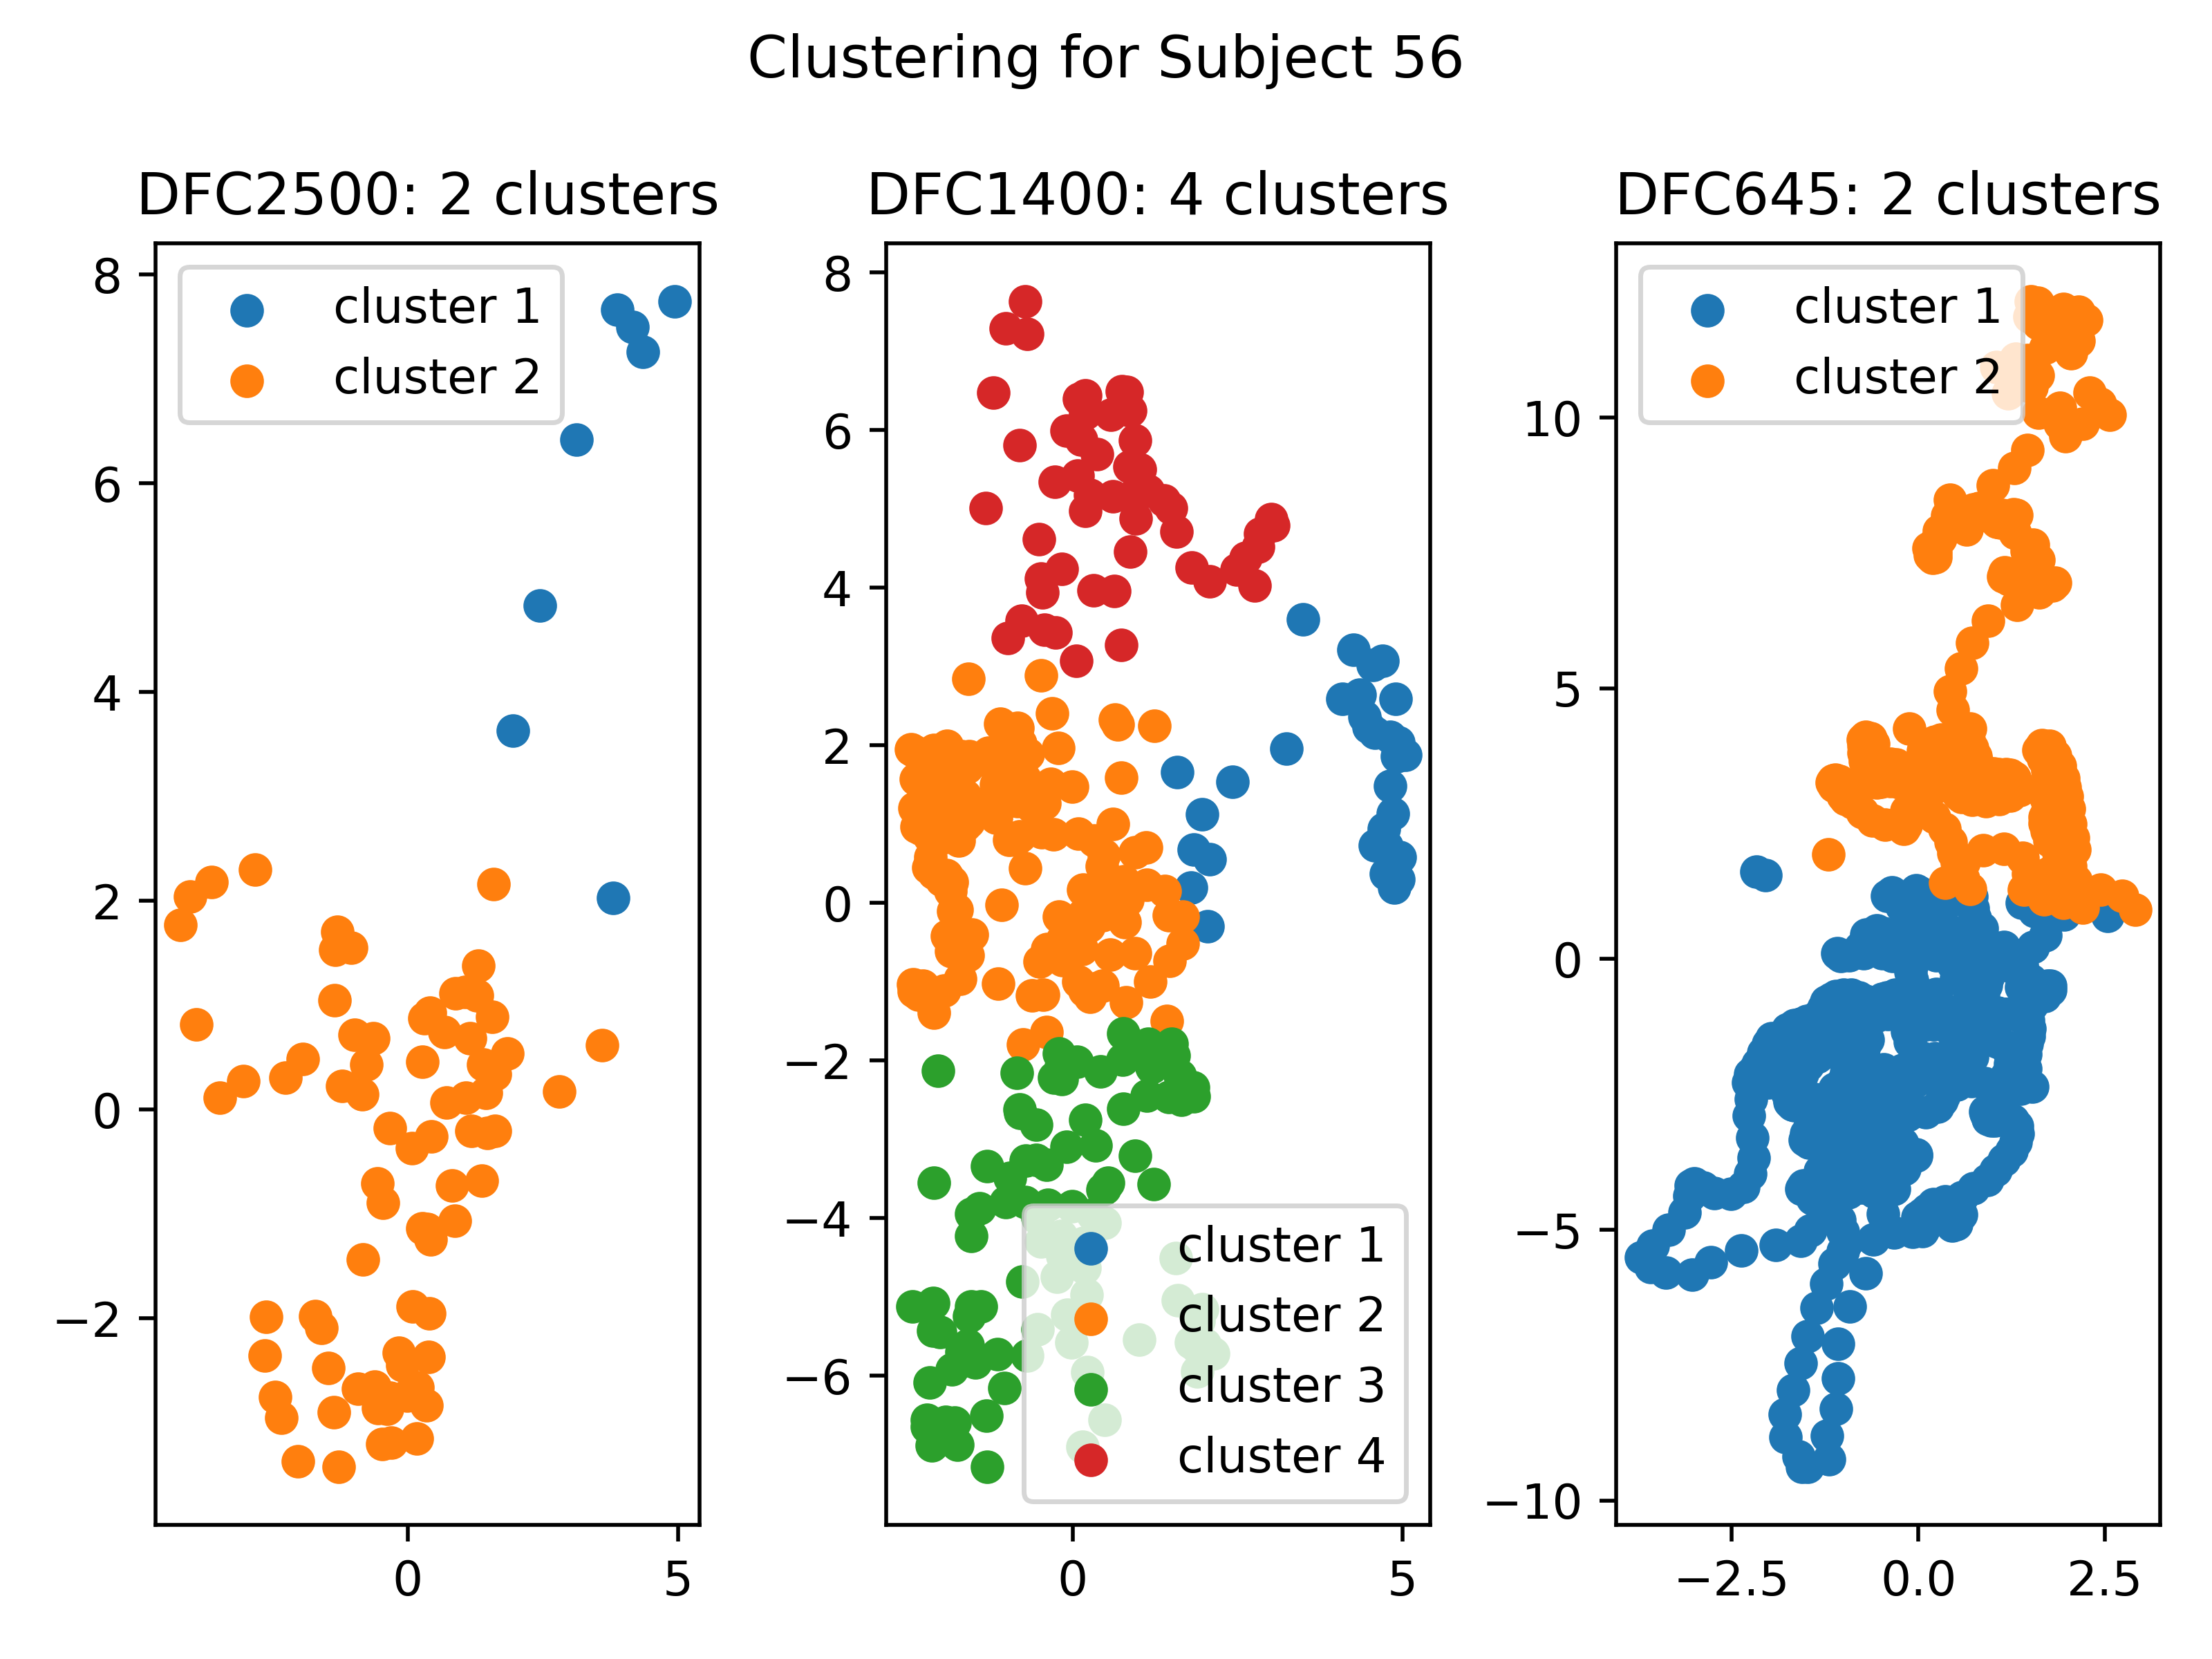 Clustering for Subject 56
DFC2500: 2 clusters
8
6
4
2
0
−2
0
5
cluster 1
cluster 2
DFC1400: 4 clusters
8
6
4
2
0
−2
−4
−6
0
5
cluster 1
cluster 2
cluster 3
cluster 4
DFC645: 2 clusters
10
5
0
−5
−10
−2.5
0.0
2.5
cluster 1
cluster 2